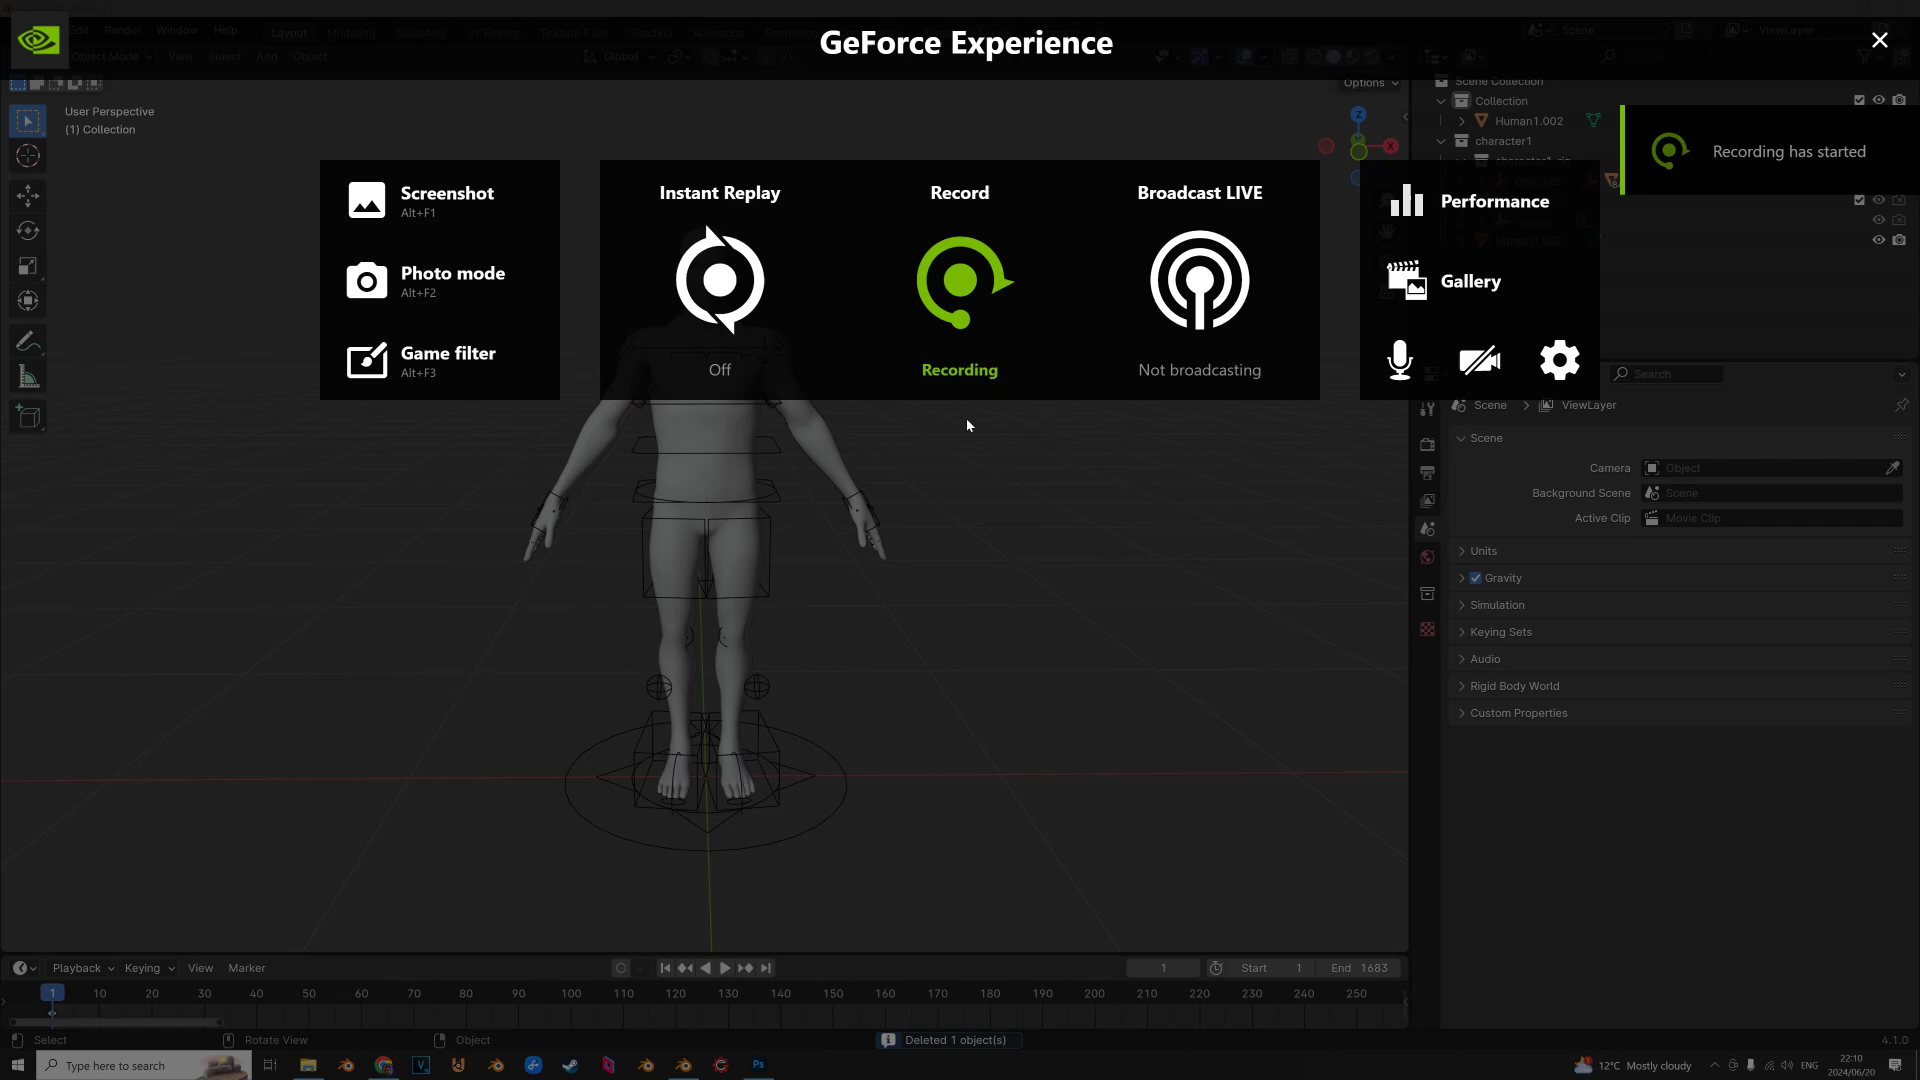 Edit Render Window Help Layout Modeling Sculpting UV Editing Texture Paint Shading Animation Rendering
GeForce Experience
Scene
ViewLayer
Object Mode View Select Add Object
Global
Options
User Perspective
(1) Collection
Scene Collection
Collection
Human1.002
character1
character1_rig
Recording has started
Screenshot
Alt+F1
Photo mode
Alt+F2
Game filter
Alt+F3
Instant Replay
Off
Record
Recording
Broadcast LIVE
Not broadcasting
Performance
Gallery
Search
Scene > ViewLayer
Scene
Camera Object
Background Scene Scene
Active Clip Movie Clip
Units
Gravity
Simulation
Keying Sets
Audio
Rigid Body World
Custom Properties
Playback Keying View Marker
1 Start 1 End 1683
1 10 20 30 40 50 60 70 80 90 100 110 120 130 140 150 160 170 180 190 200 210 220 230 240 250
Select Rotate View Object Deleted 1 object(s) 4.1.0
Type here to search
Ps
12°C Mostly cloudy
ENG
22:10
2024/06/20